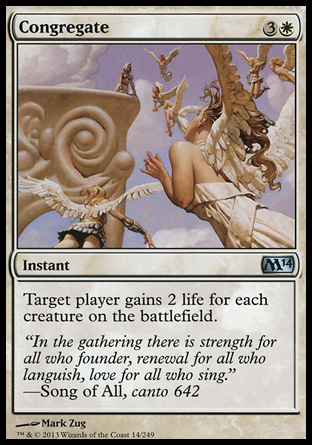 Congregate 3
Instant M14
Target player gains 2 life for each
creature on the battlefield.
“In the gathering there is strength for
all who founder, renewal for all who
languish, love for all who sing.”
—Song of All, canto 642
Mark Zug
™ & © 2013 Wizards of the Coast 14/249